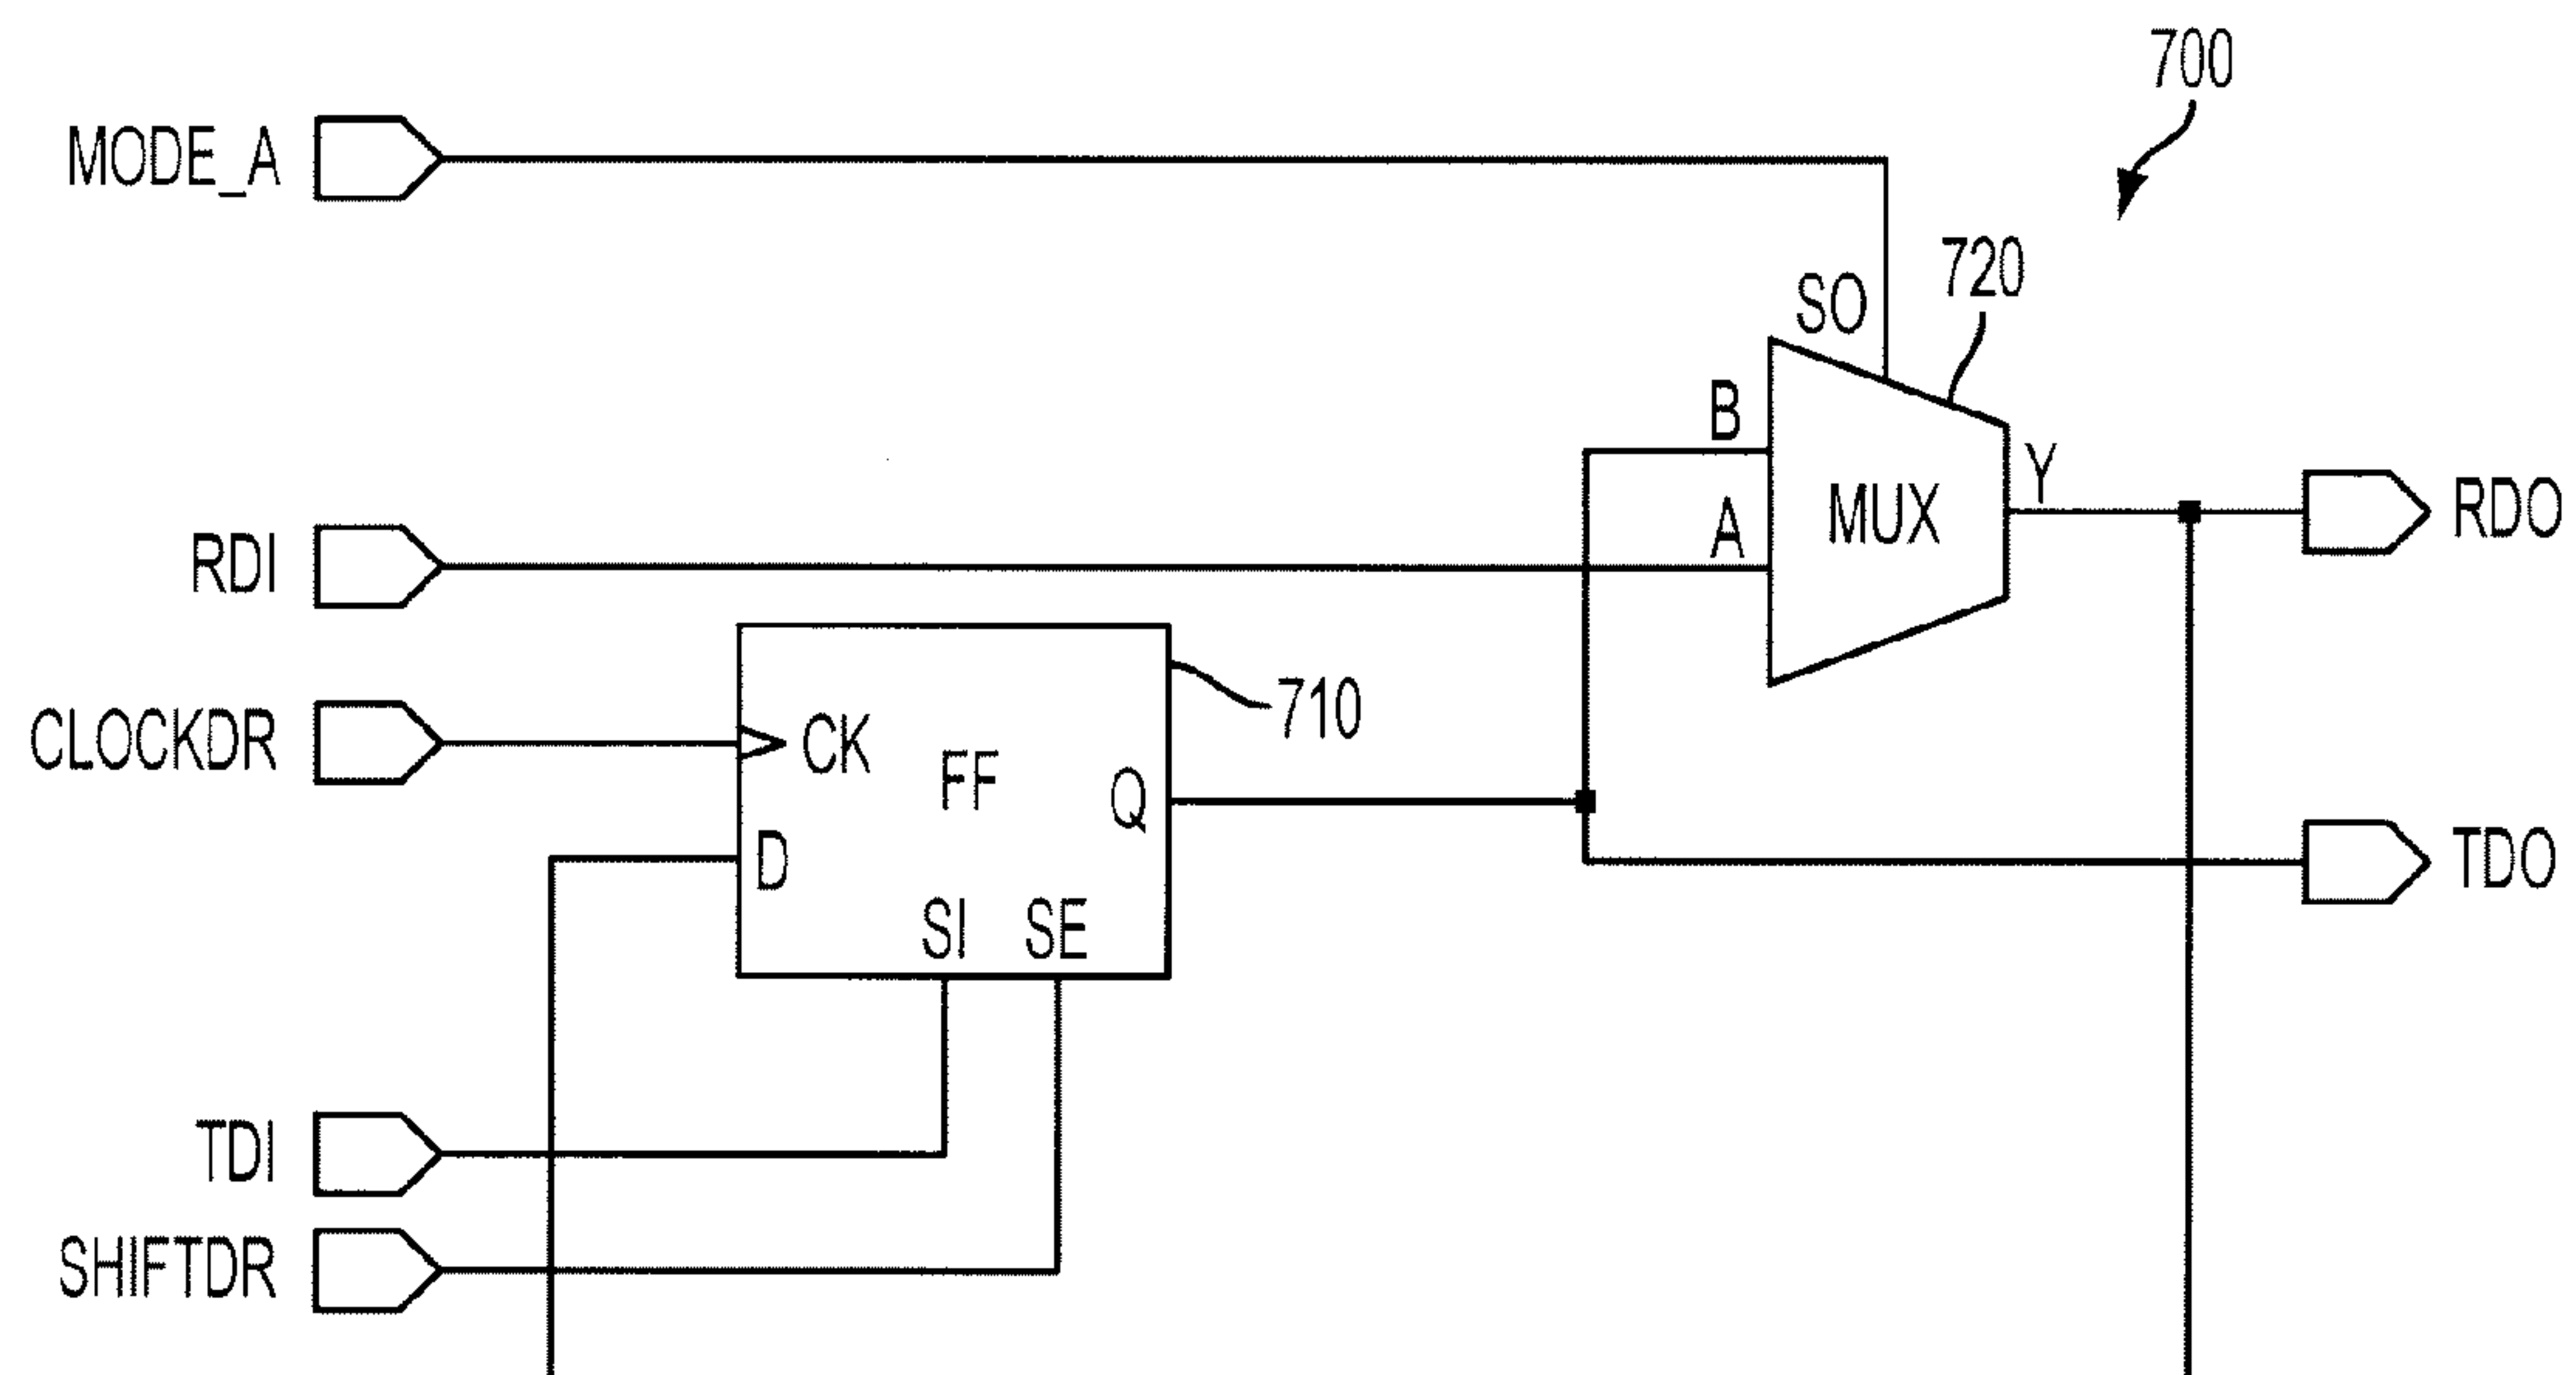 700
MODE_A
720
SO
B
Y
MUX
RDO
A
RDI
710
CK
CLOCKDR
FF
Q
D
TDO
SI SE
TDI
SHIFTDR